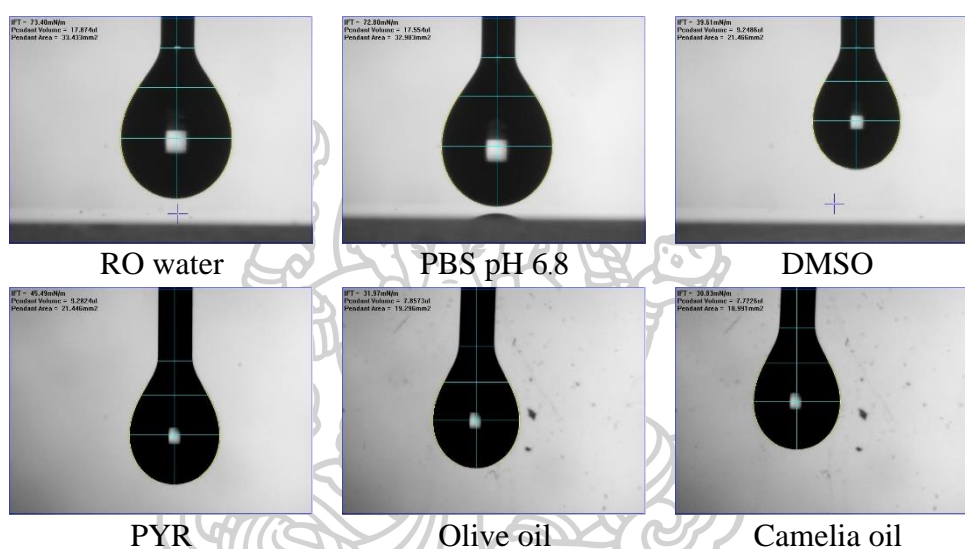 IFT = 73.40mN/m
Pendant Volume = 17.874ul
Pendant Area = 33.433mm2
IFT = 72.80mN/m
Pendant Volume = 17.554ul
Pendant Area = 32.983mm2
IFT = 39.61mN/m
Pendant Volume = 9.2486ul
Pendant Area = 21.466mm2
RO water
PBS pH 6.8
DMSO
IFT = 45.49mN/m
Pendant Volume = 9.2824ul
Pendant Area = 21.446mm2
IFT = 31.97mN/m
Pendant Volume = 7.8573ul
Pendant Area = 19.296mm2
IFT = 30.83mN/m
Pendant Volume = 7.7226ul
Pendant Area = 18.991mm2
PYR
Olive oil
Camelia oil